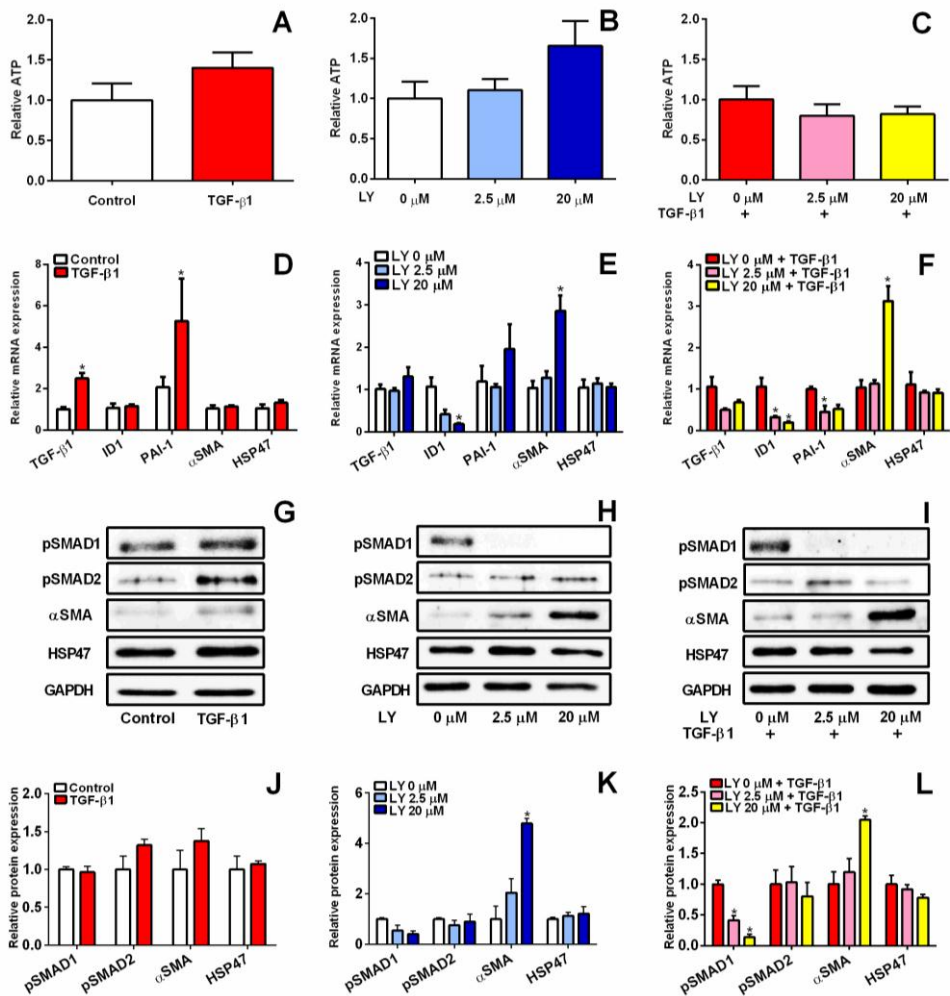 A
Relative ATP
2.0
1.5
1.0
0.5
0.0
Control TGF-β1
B
Relative ATP
2.0
1.5
1.0
0.5
0.0
LY 0 μM 2.5 μM 20 μM
C
Relative ATP
2.0
1.5
1.0
0.5
0.0
LY 0 μM 2.5 μM 20 μM
TGF-β1 + + +
D
Control
TGF-β1
Relative mRNA expression
8
6
4
2
0
* *
TGF-β1 ID1 PAI-1 αSMA HSP47
E
LY 0 μM
LY 2.5 μM
LY 20 μM
Relative mRNA expression
4
3
2
1
0
* *
TGF-β1 ID1 PAI-1 αSMA HSP47
F
LY 0 μM + TGF-β1
LY 2.5 μM + TGF-β1
LY 20 μM + TGF-β1
Relative mRNA expression
4
3
2
1
0
* * * *
TGF-β1 ID1 PAI-1 αSMA HSP47
G
pSMAD1
pSMAD2
αSMA
HSP47
GAPDH
Control TGF-β1
H
pSMAD1
pSMAD2
αSMA
HSP47
GAPDH
LY 0 μM 2.5 μM 20 μM
I
pSMAD1
pSMAD2
αSMA
HSP47
GAPDH
LY 0 μM 2.5 μM 20 μM
TGF-β1 + + +
J
Control
TGF-β1
Relative protein expression
2.0
1.5
1.0
0.5
0.0
pSMAD1 pSMAD2 αSMA HSP47
K
LY 0 μM
LY 2.5 μM
LY 20 μM
Relative protein expression
6
4
2
0
*
pSMAD1 pSMAD2 αSMA HSP47
L
LY 0 μM + TGF-β1
LY 2.5 μM + TGF-β1
LY 20 μM + TGF-β1
Relative protein expression
2.5
2.0
1.5
1.0
0.5
0.0
* * *
pSMAD1 pSMAD2 αSMA HSP47